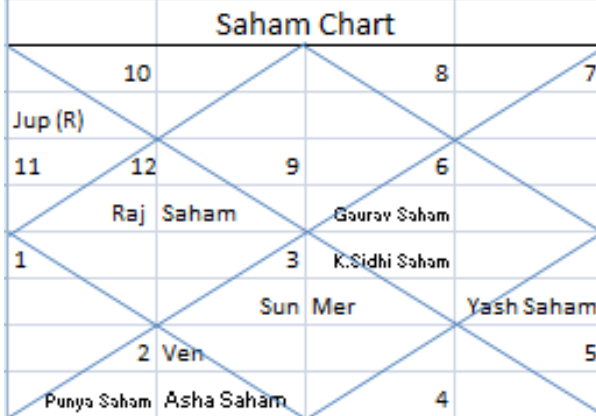 Saham Chart
10 8 7
Jup (R)
11 12 9 6
Raj Saham Gaurav Saham
1 3 K.Sidhi Saham
Sun Mer Yash Saham
2 Ven 5
Punya Saham Asha Saham 4